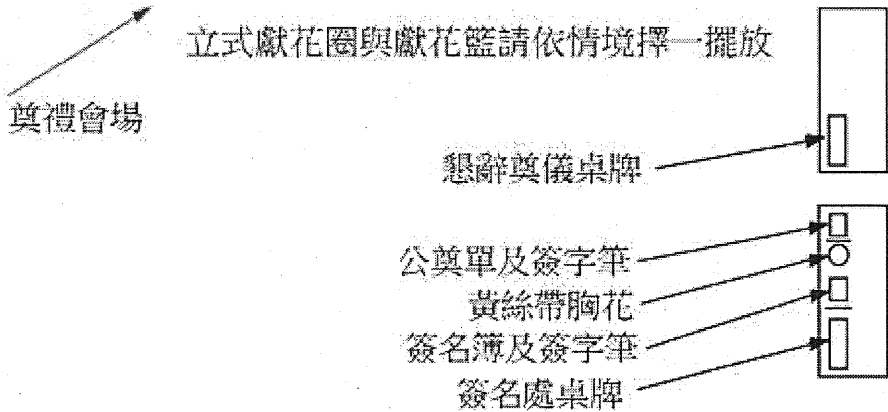 立式獻花圈與獻花籃請依情境擇一擺放
奠禮會場
懇辭奠儀桌牌
公奠單及簽字筆
黃絲帶胸花
簽名簿及簽字筆
簽名處桌牌